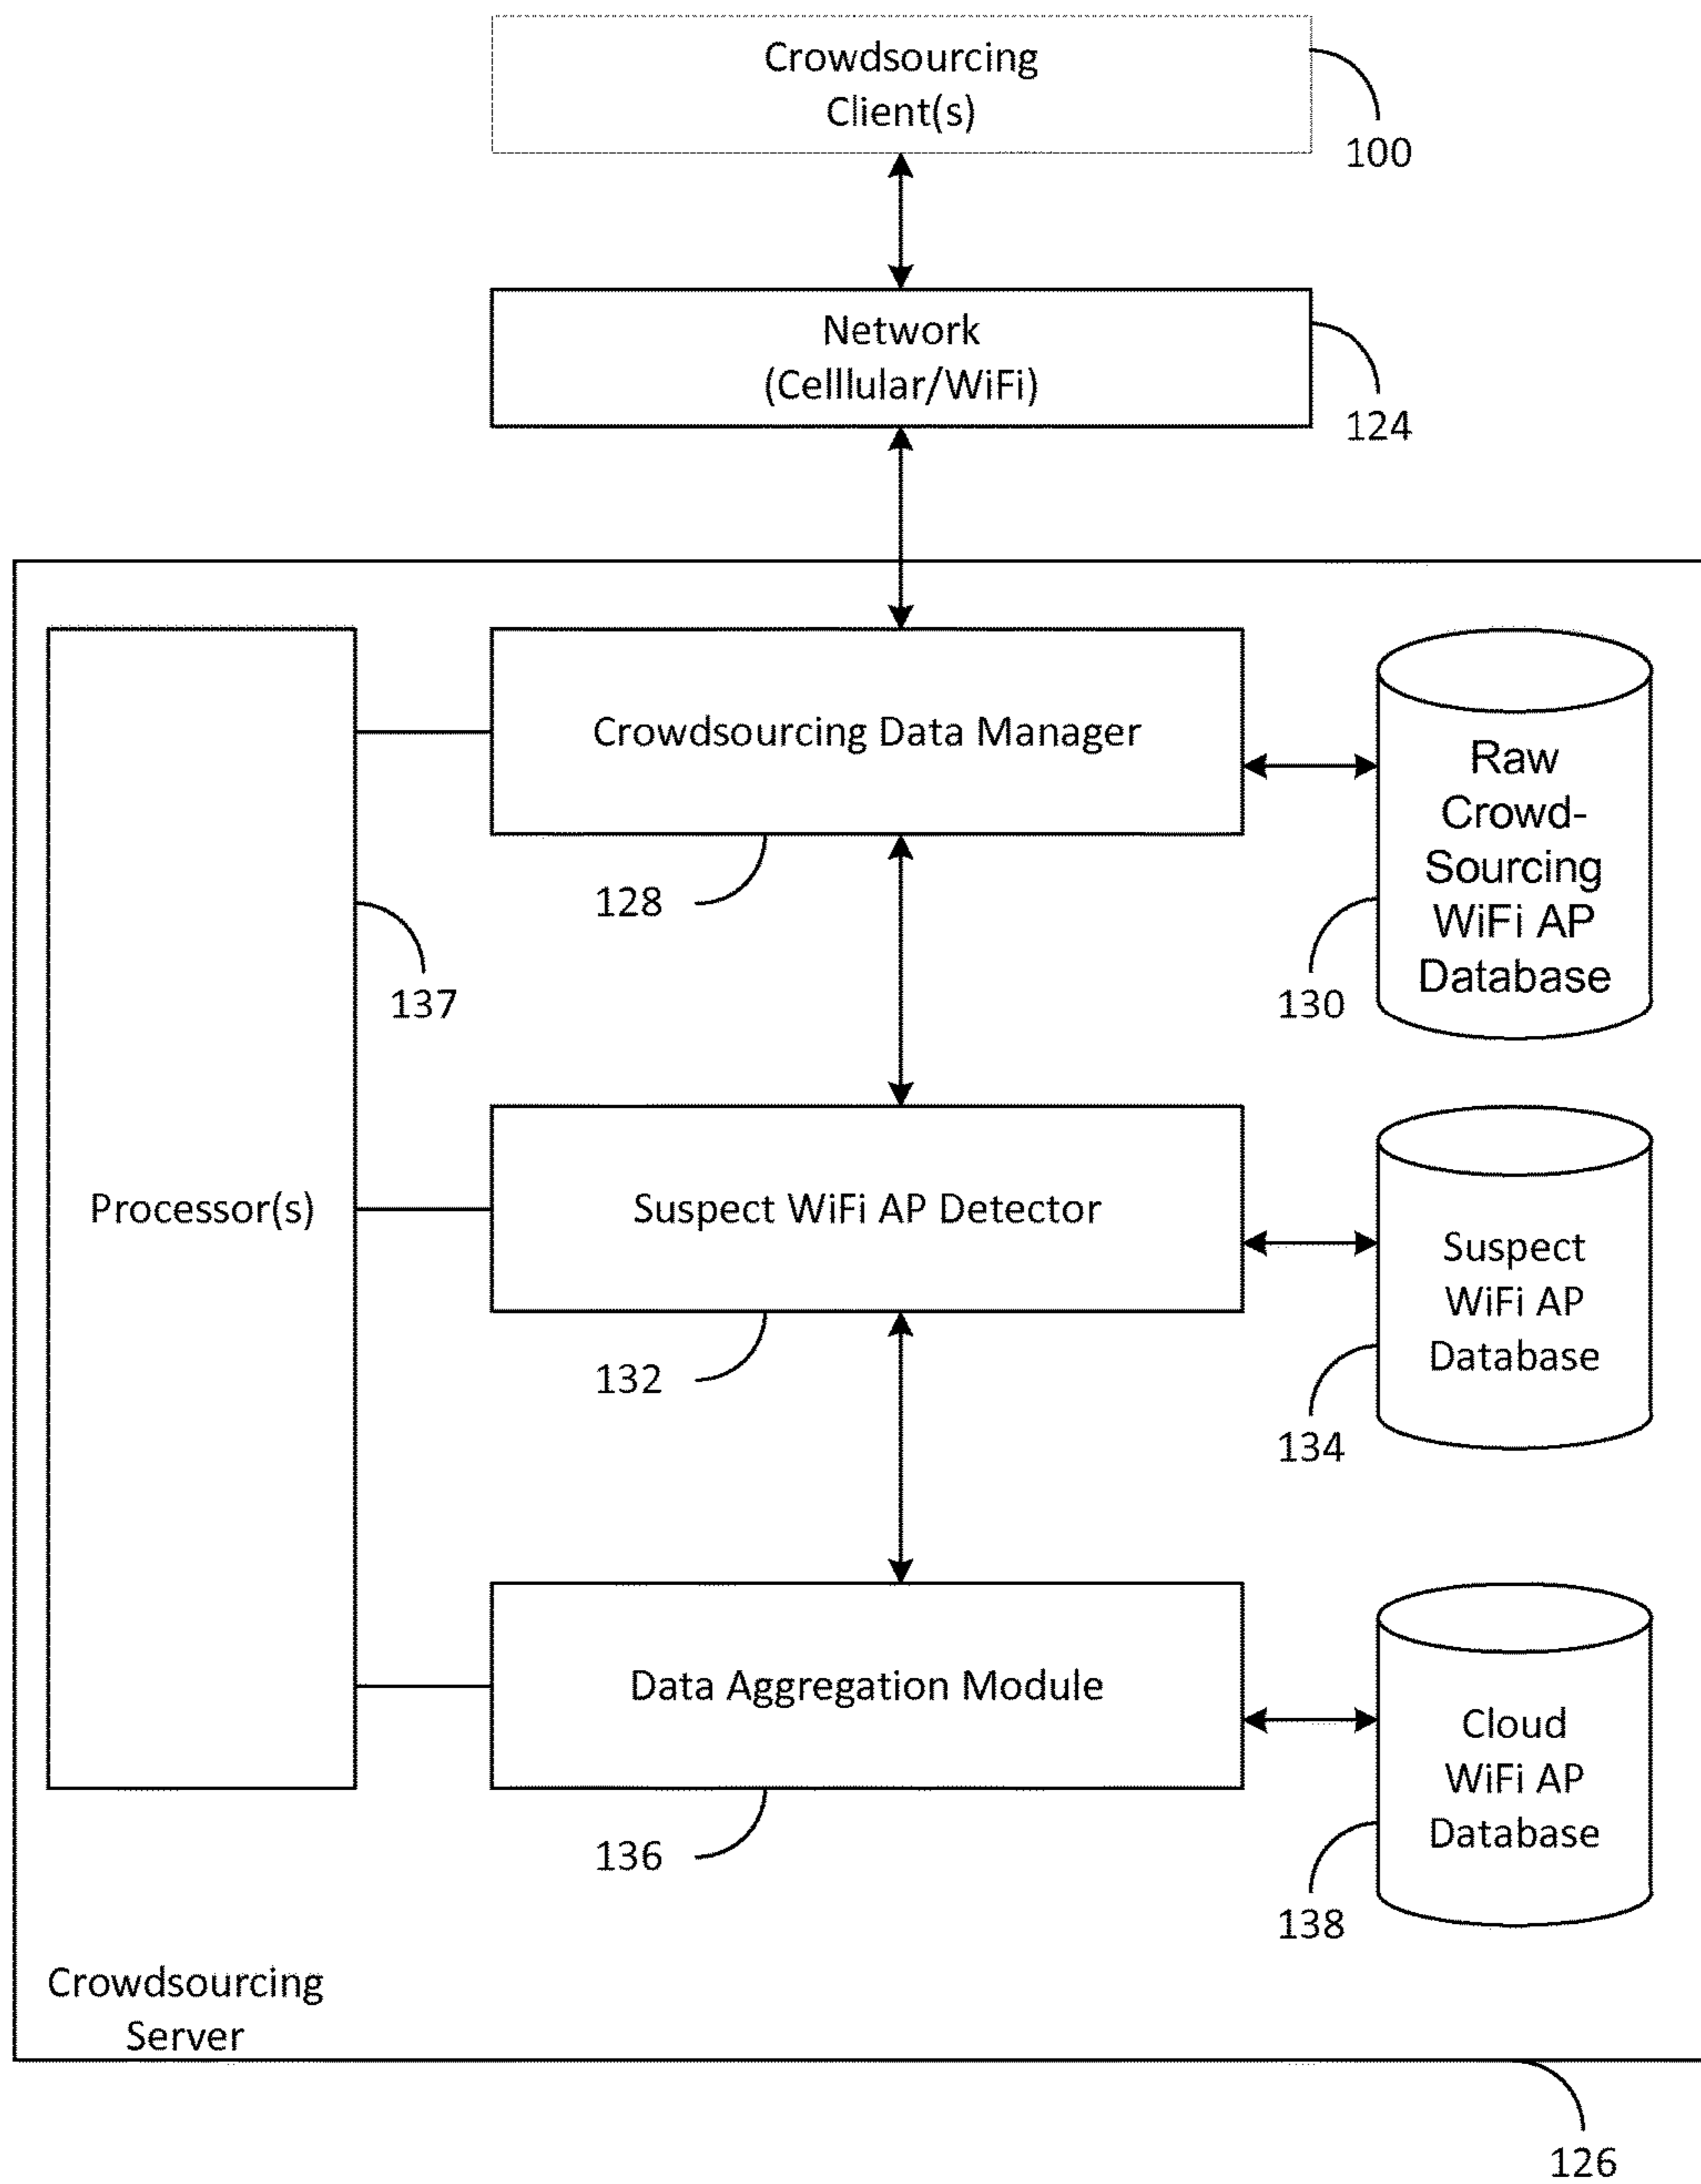 Crowdsourcing
Client(s)
100
Network
(Celllular/WiFi)
124
Crowdsourcing Data Manager
128
Raw
Crowd-
Sourcing
WiFi AP
Database
130
137
Processor(s)
Suspect WiFi AP Detector
132
Suspect
WiFi AP
Database
134
Data Aggregation Module
136
Cloud
WiFi AP
Database
138
Crowdsourcing
Server
126